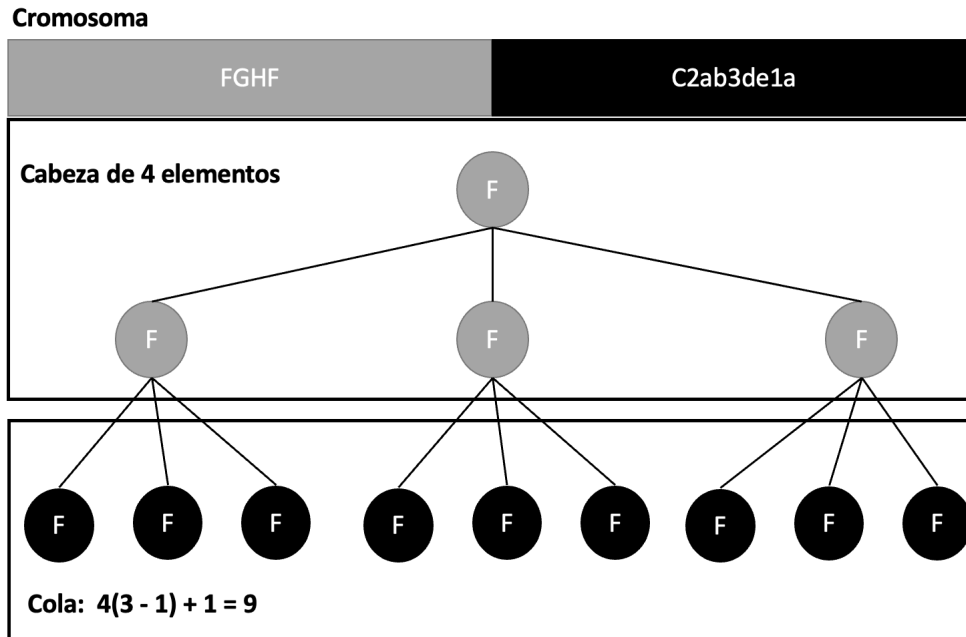 Cromosoma
FGHF
C2ab3de1a
Cabeza de 4 elementos
F
F
F
F
F
F
F
F
F
F
F
F
F
Cola: 4(3 - 1) + 1 = 9